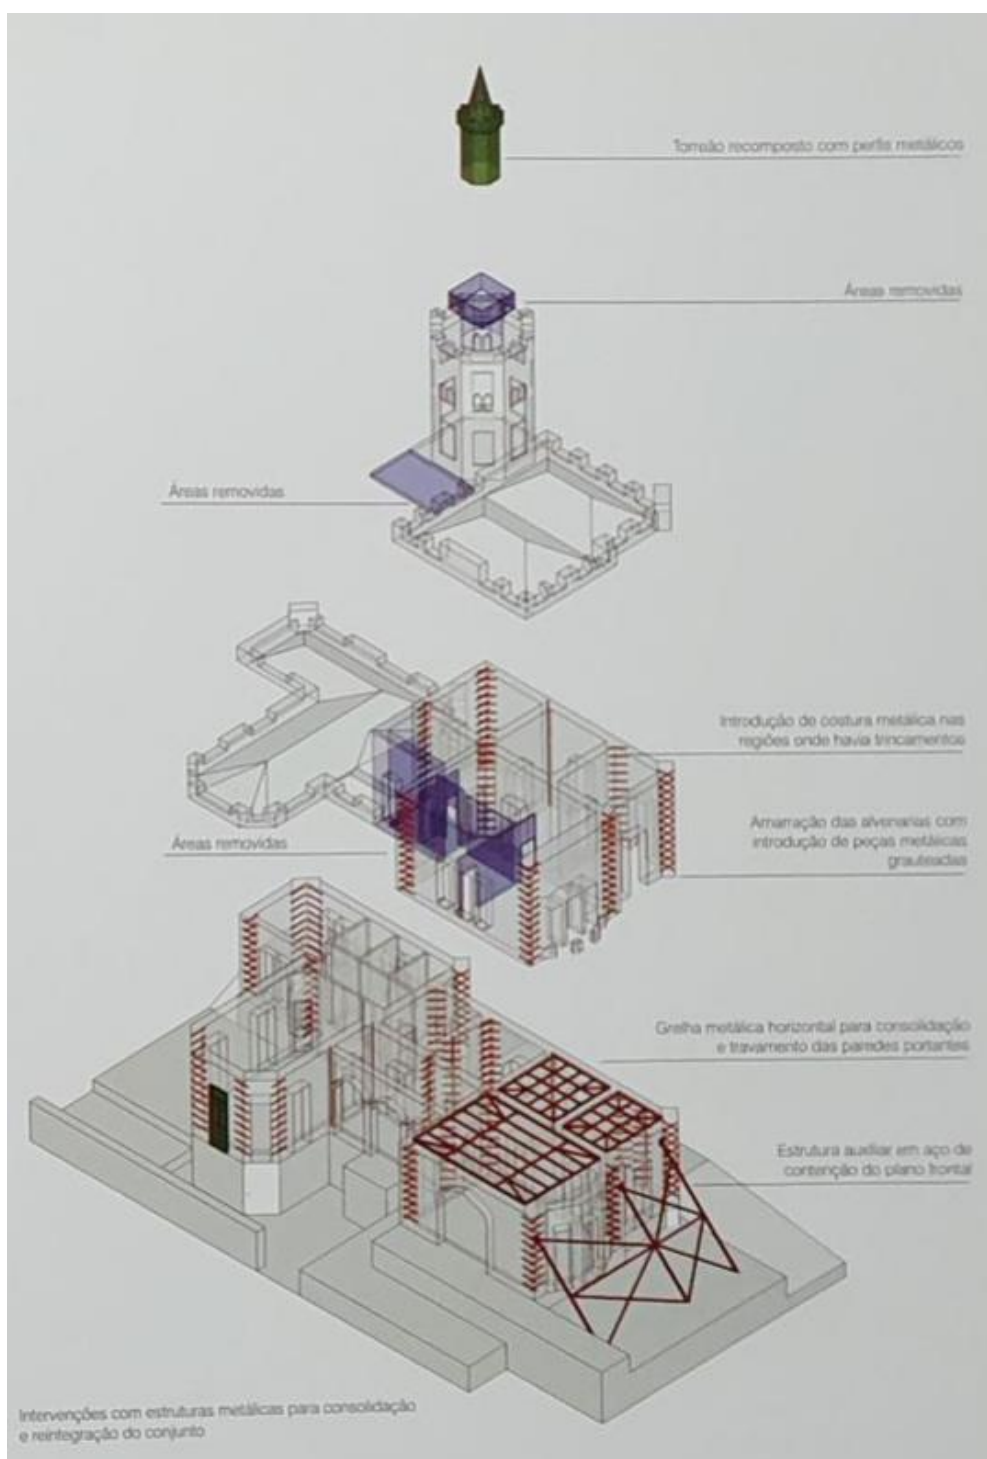 Torreão recomposto com perfis metálicos
Áreas removidas
Áreas removidas
Introdução de costura metálica nas
regiões onde havia trincamentos
Amarração das alvenarias com
introdução de peças metálicas
grauteadas
Áreas removidas
Grelha metálica horizontal para consolidação
e travamento das paredes portantes
Estrutura auxiliar em aço de
contenção do plano frontal
Intervenções com estruturas metálicas para consolidação
e reintegração do conjunto